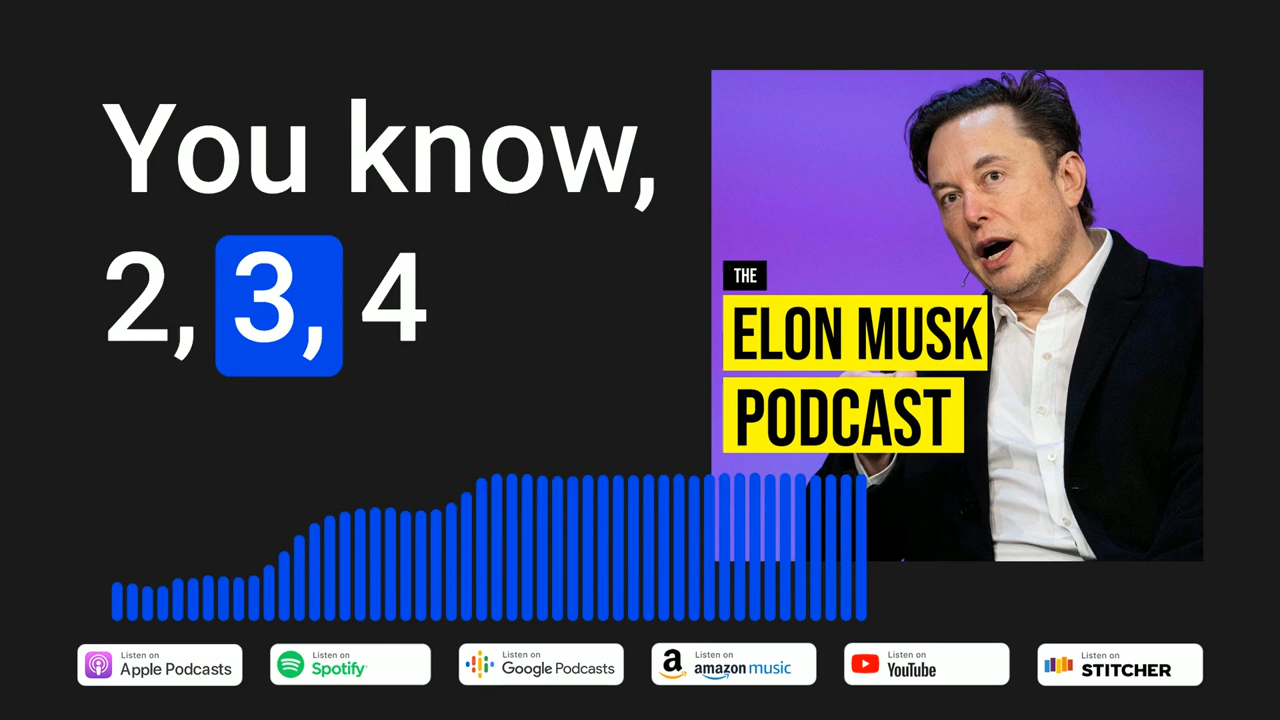 You know,
2, 3, 4
THE
ELON MUSK
PODCAST
Listen on
Apple Podcasts
Listen on
Spotify
Listen on
Google Podcasts
Listen on
a
amazon music
Listen on
YouTube
Listen on
STITCHER